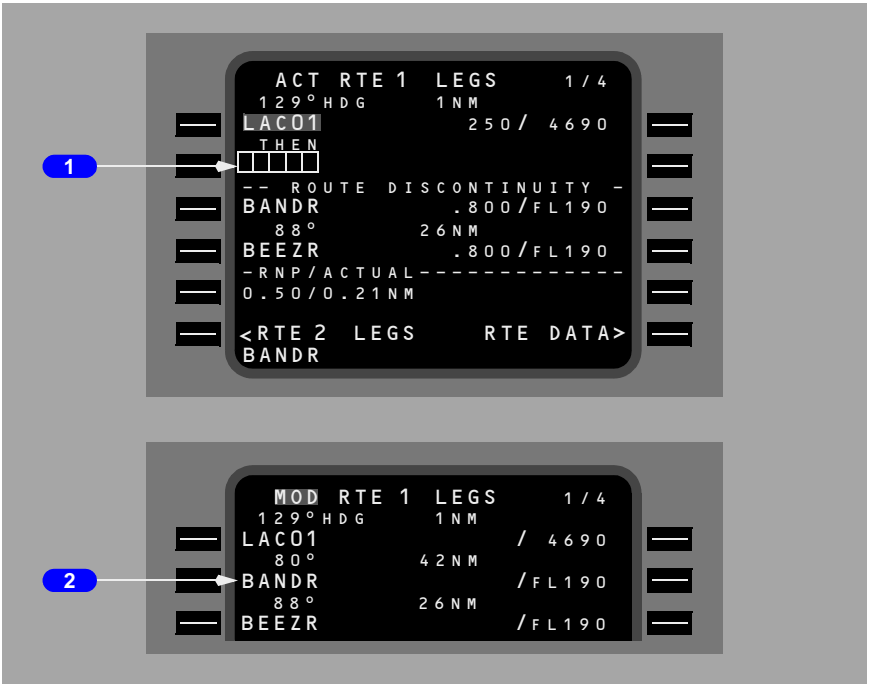 ACT RTE 1 LEGS 1/4
129°HDG 1NM
LACO1 250/ 4690
THEN
1
-- ROUTE DISCONTINUITY -
BANDR .800/FL190
88° 26NM
BEEZR .800/FL190
-RNP/ACTUAL--------------
0.50/0.21NM
<RTE 2 LEGS RTE DATA>
BANDR
MOD RTE 1 LEGS 1/4
129°HDG 1NM
LACO1 / 4690
80° 42NM
2 BANDR /FL190
88° 26NM
BEEZR /FL190